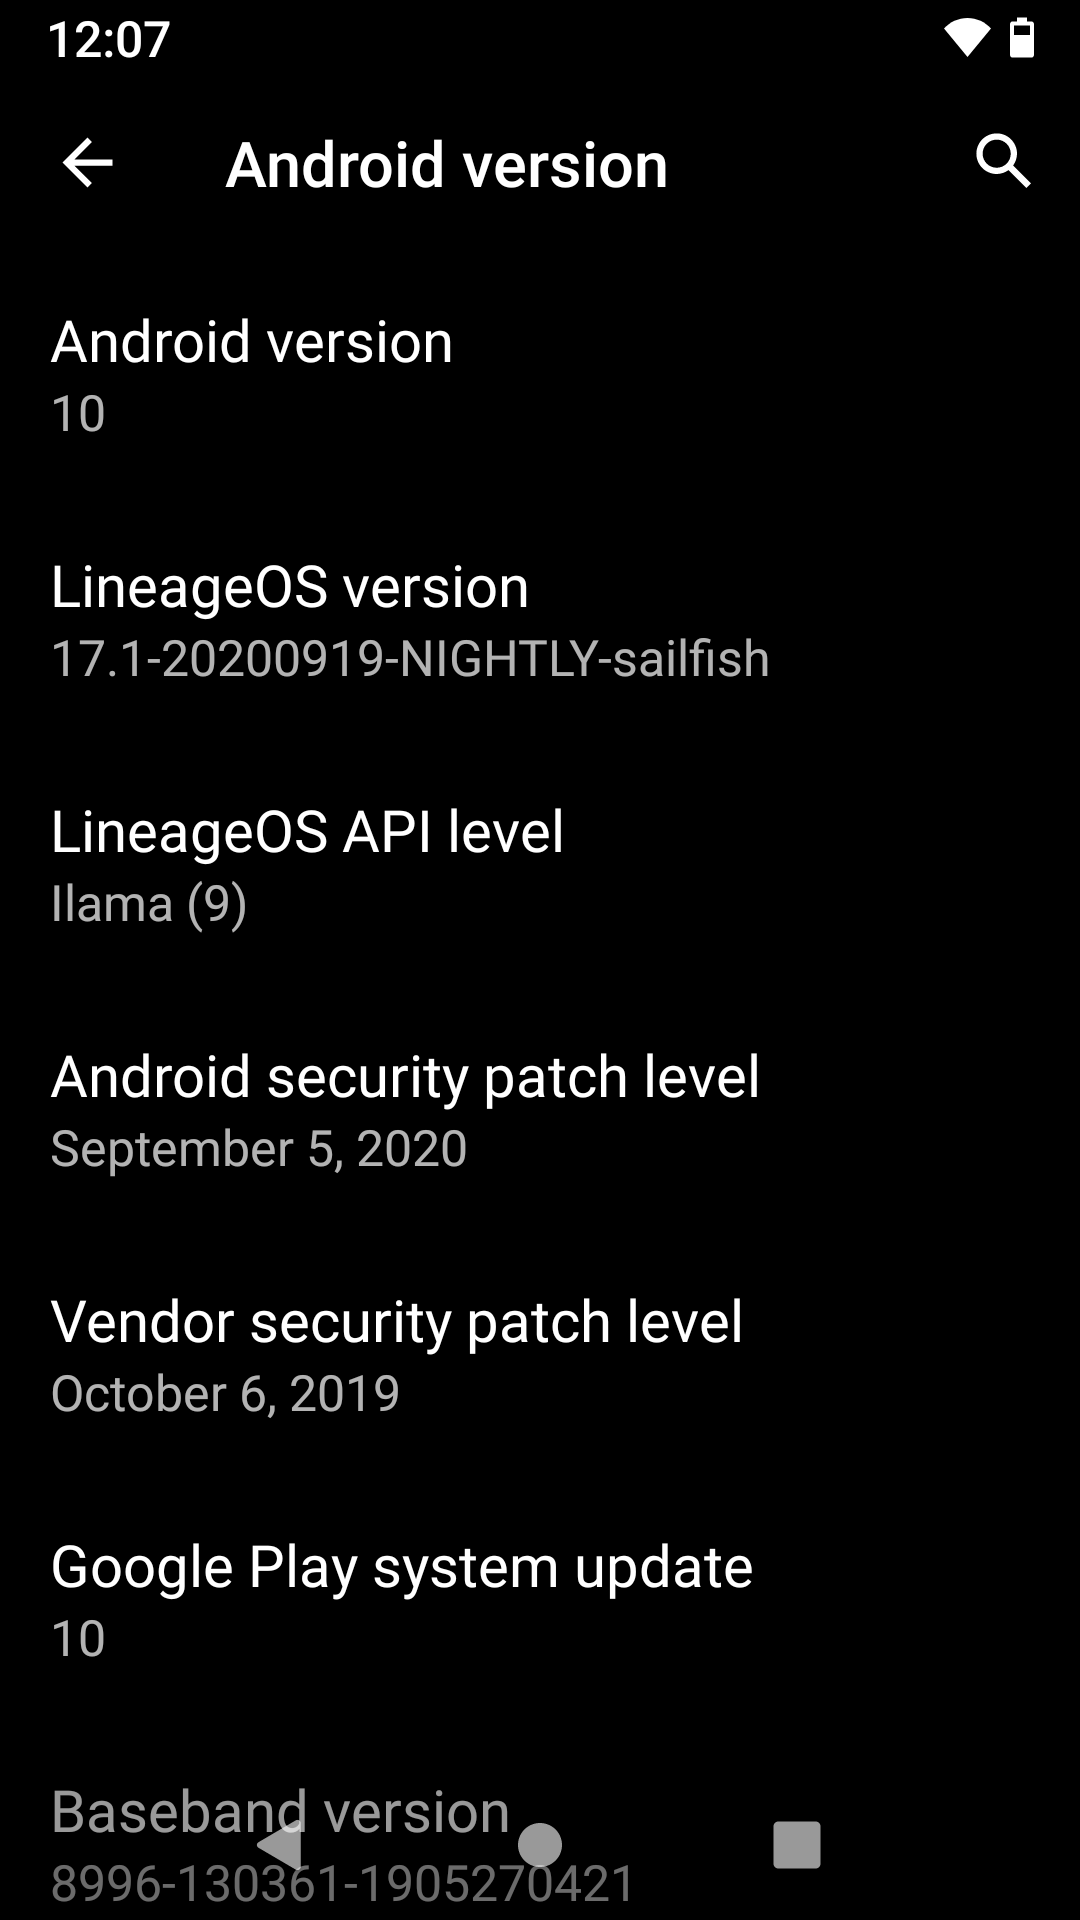 12:07
Android version
Android version
10
LineageOS version
17.1-20200919-NIGHTLY-sailfish
LineageOS API level
Ilama (9)
Android security patch level
September 5, 2020
Vendor security patch level
October 6, 2019
Google Play system update
10
Baseband version
8996-130361-1905270421